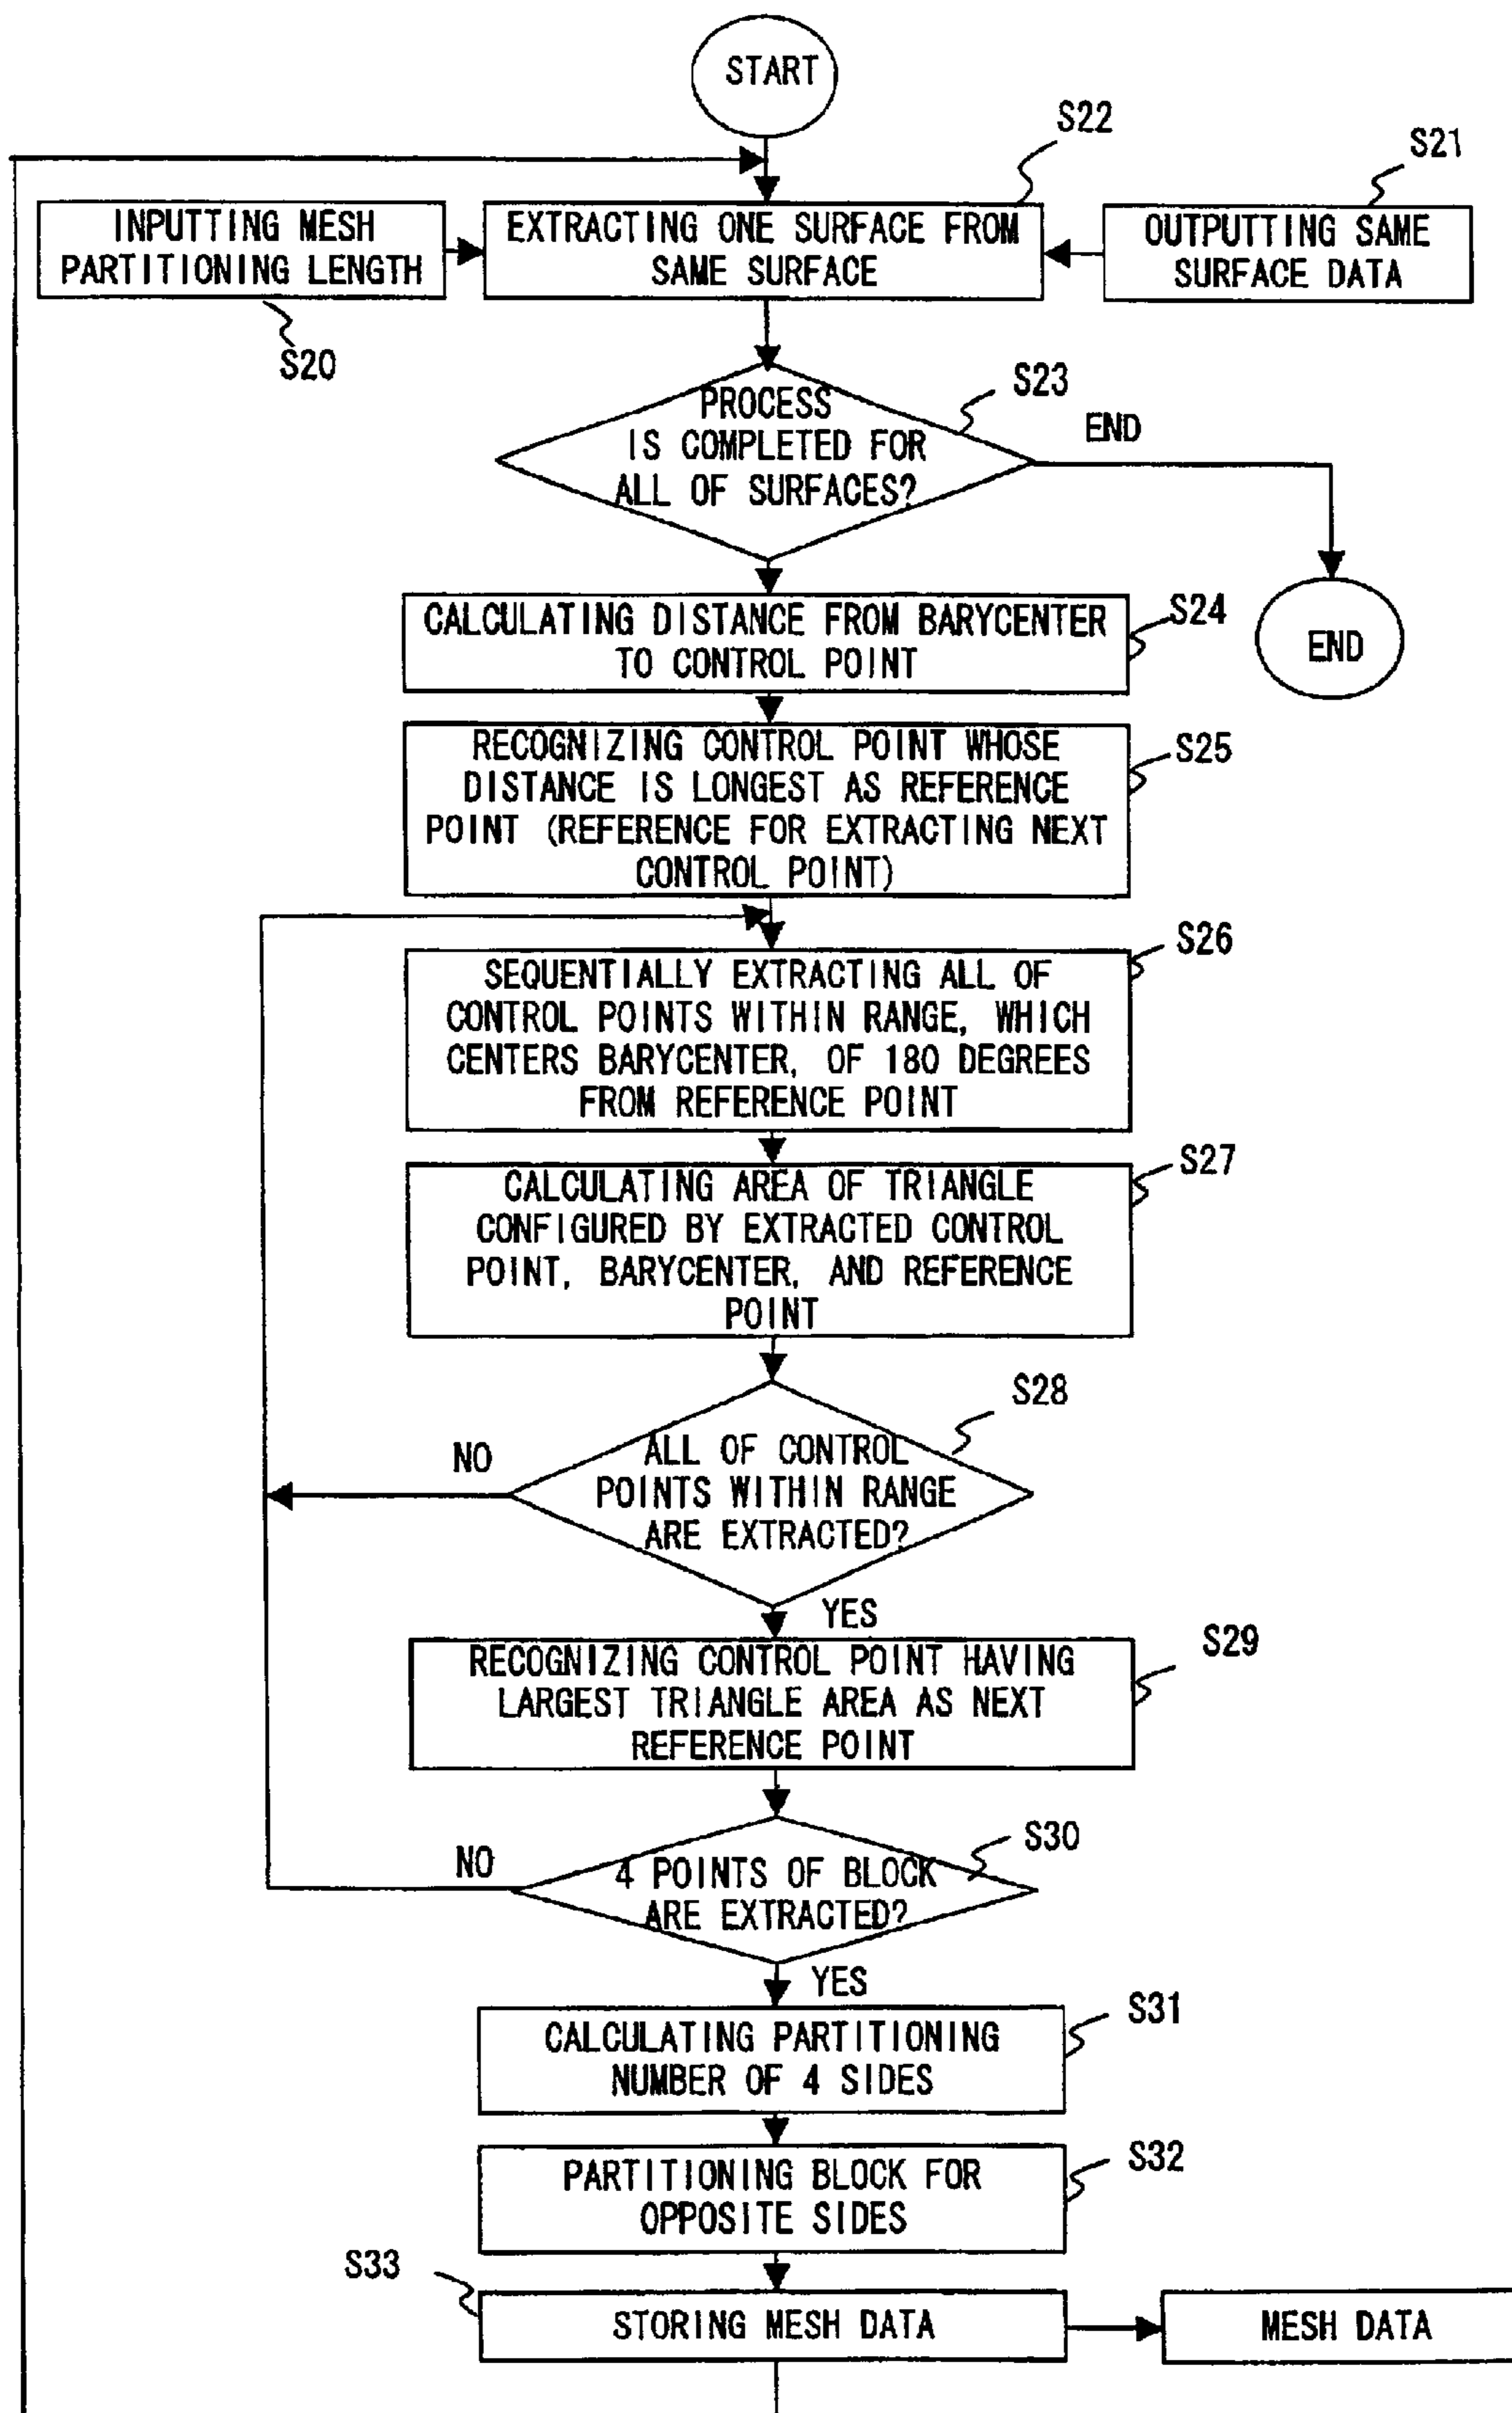 START
S22
S21
INPUTTING MESH
PARTITIONING LENGTH
EXTRACTING ONE SURFACE FROM
SAME SURFACE
OUTPUTTING SAME
SURFACE DATA
S20
S23
PROCESS
IS COMPLETED FOR
ALL OF SURFACES?
END
END
S24
CALCULATING DISTANCE FROM BARYCENTER
TO CONTROL POINT
S25
RECOGNIZING CONTROL POINT WHOSE
DISTANCE IS LONGEST AS REFERENCE
POINT (REFERENCE FOR EXTRACTING NEXT
CONTROL POINT)
S26
SEQUENTIALLY EXTRACTING ALL OF
CONTROL POINTS WITHIN RANGE, WHICH
CENTERS BARYCENTER, OF 180 DEGREES
FROM REFERENCE POINT
S27
CALCULATING AREA OF TRIANGLE
CONFIGURED BY EXTRACTED CONTROL
POINT, BARYCENTER, AND REFERENCE
POINT
S28
NO
ALL OF CONTROL
POINTS WITHIN RANGE
ARE EXTRACTED?
YES
S29
RECOGNIZING CONTROL POINT HAVING
LARGEST TRIANGLE AREA AS NEXT
REFERENCE POINT
S30
NO
4 POINTS OF BLOCK
ARE EXTRACTED?
YES
S31
CALCULATING PARTITIONING
NUMBER OF 4 SIDES
S32
PARTITIONING BLOCK FOR
OPPOSITE SIDES
S33
STORING MESH DATA
MESH DATA